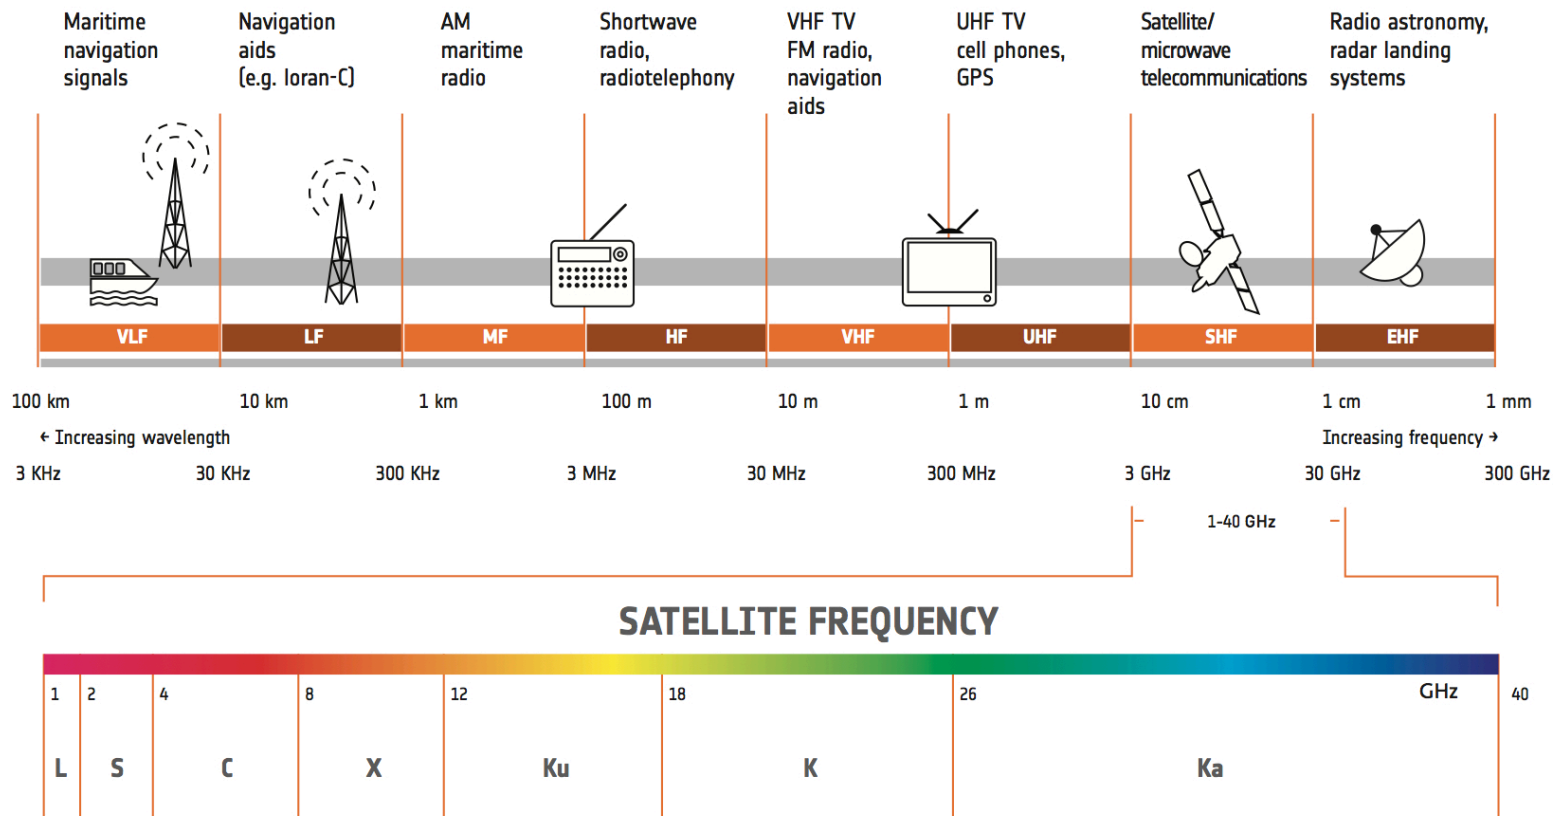 Maritime
navigation
signals
Navigation
aids
(e.g. loran-C)
AM
maritime
radio
Shortwave
radio,
radiotelephony
VHF TV
FM radio,
navigation
aids
UHF TV
cell phones,
GPS
Satellite/
microwave
telecommunications
Radio astronomy,
radar landing
systems
VLF LF MF HF VHF UHF SHF EHF
100 km 10 km 1 km 100 m 10 m 1 m 10 cm 1 cm 1 mm
← Increasing wavelength Increasing frequency →
3 KHz 30 KHz 300 KHz 3 MHz 30 MHz 300 MHz 3 GHz 30 GHz 300 GHz
1-40 GHz
SATELLITE FREQUENCY
1 2 4 8 12 18 26 GHz 40
L S C X Ku K Ka